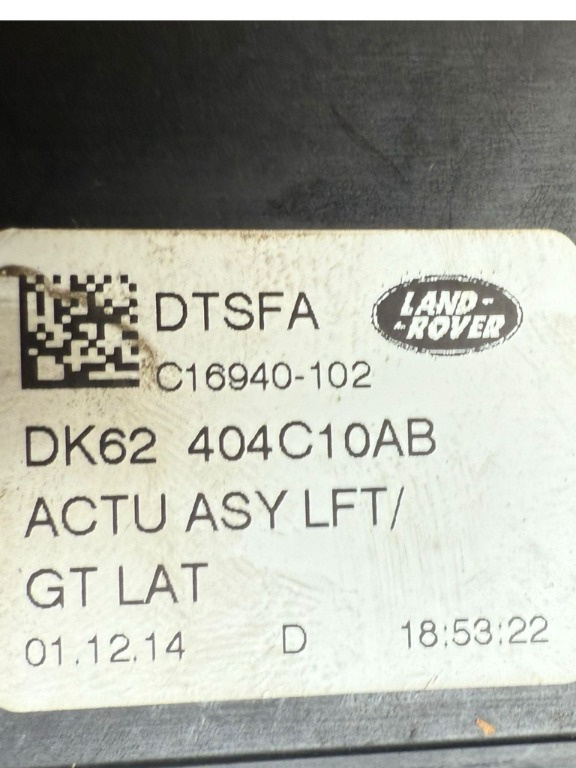 DTSFA
LAND-
-ROVER
C16940-102
DK62 404C10AB
ACTU ASY LFT/
GT LAT
01.12.14 D 18:53:22